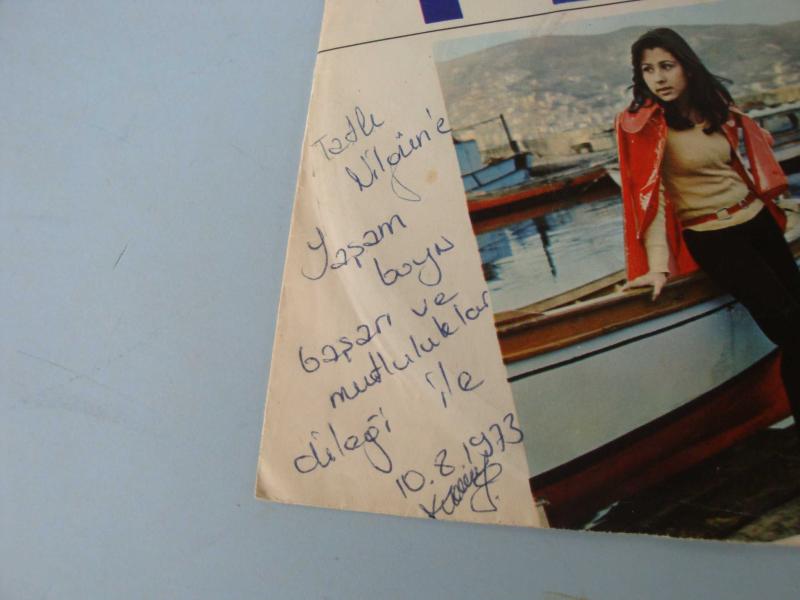 Tatlı
Nilgün'e
Yaşam
boyu
başarı ve
mutluluklar
dileği ile
10.8.1973